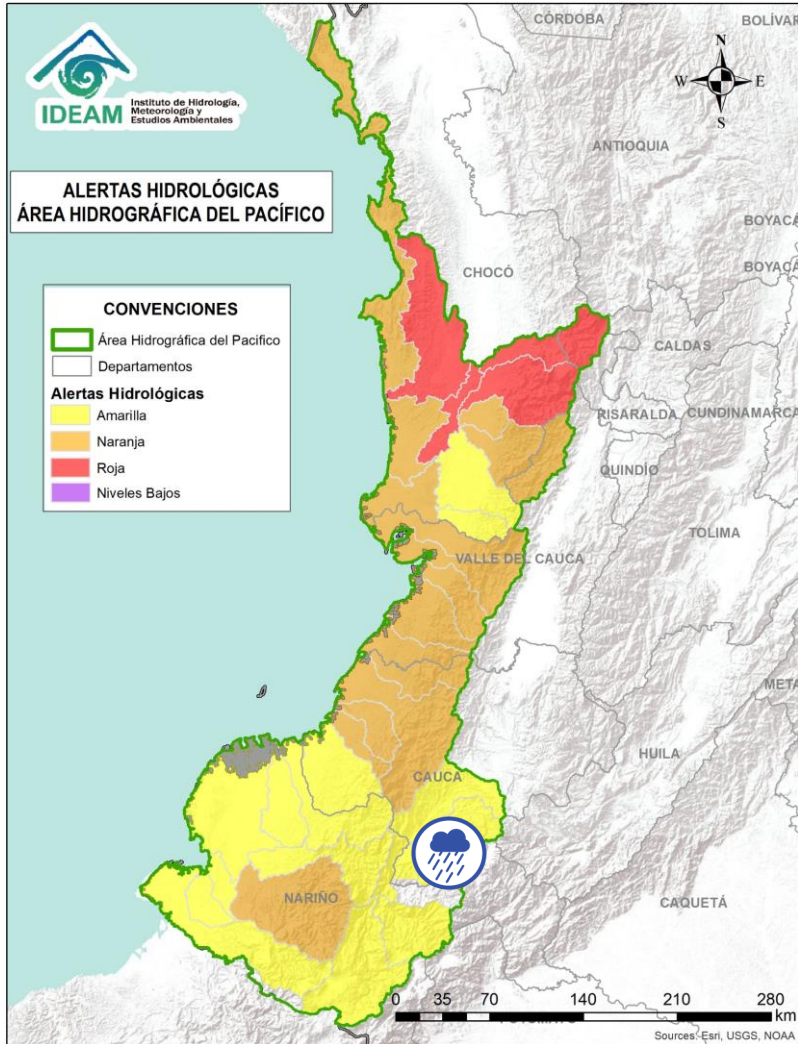 CÓRDOBA
BOLÍVAR
IDEAM
Instituto de Hidrología,
Meteorología y
Estudios Ambientales
N
W
E
S
ANTIOQUIA
ALERTAS HIDROLÓGICAS
ÁREA HIDROGRÁFICA DEL PACÍFICO
BOYACÁ
BOYACÁ
CHOCÓ
CONVENCIONES
Área Hidrográfica del Pacífico
Departamentos
Alertas Hidrológicas
Amarilla
Naranja
Roja
Niveles Bajos
CALDAS
RISARALDA
CUNDINAMARCA
QUINDÍO
TOLIMA
VALLE DEL CAUCA
META
HUILA
CAUCA
NARIÑO
CAQUETÁ
0 35 70 140 210 280
km
Sources: Esri, USGS, NOAA